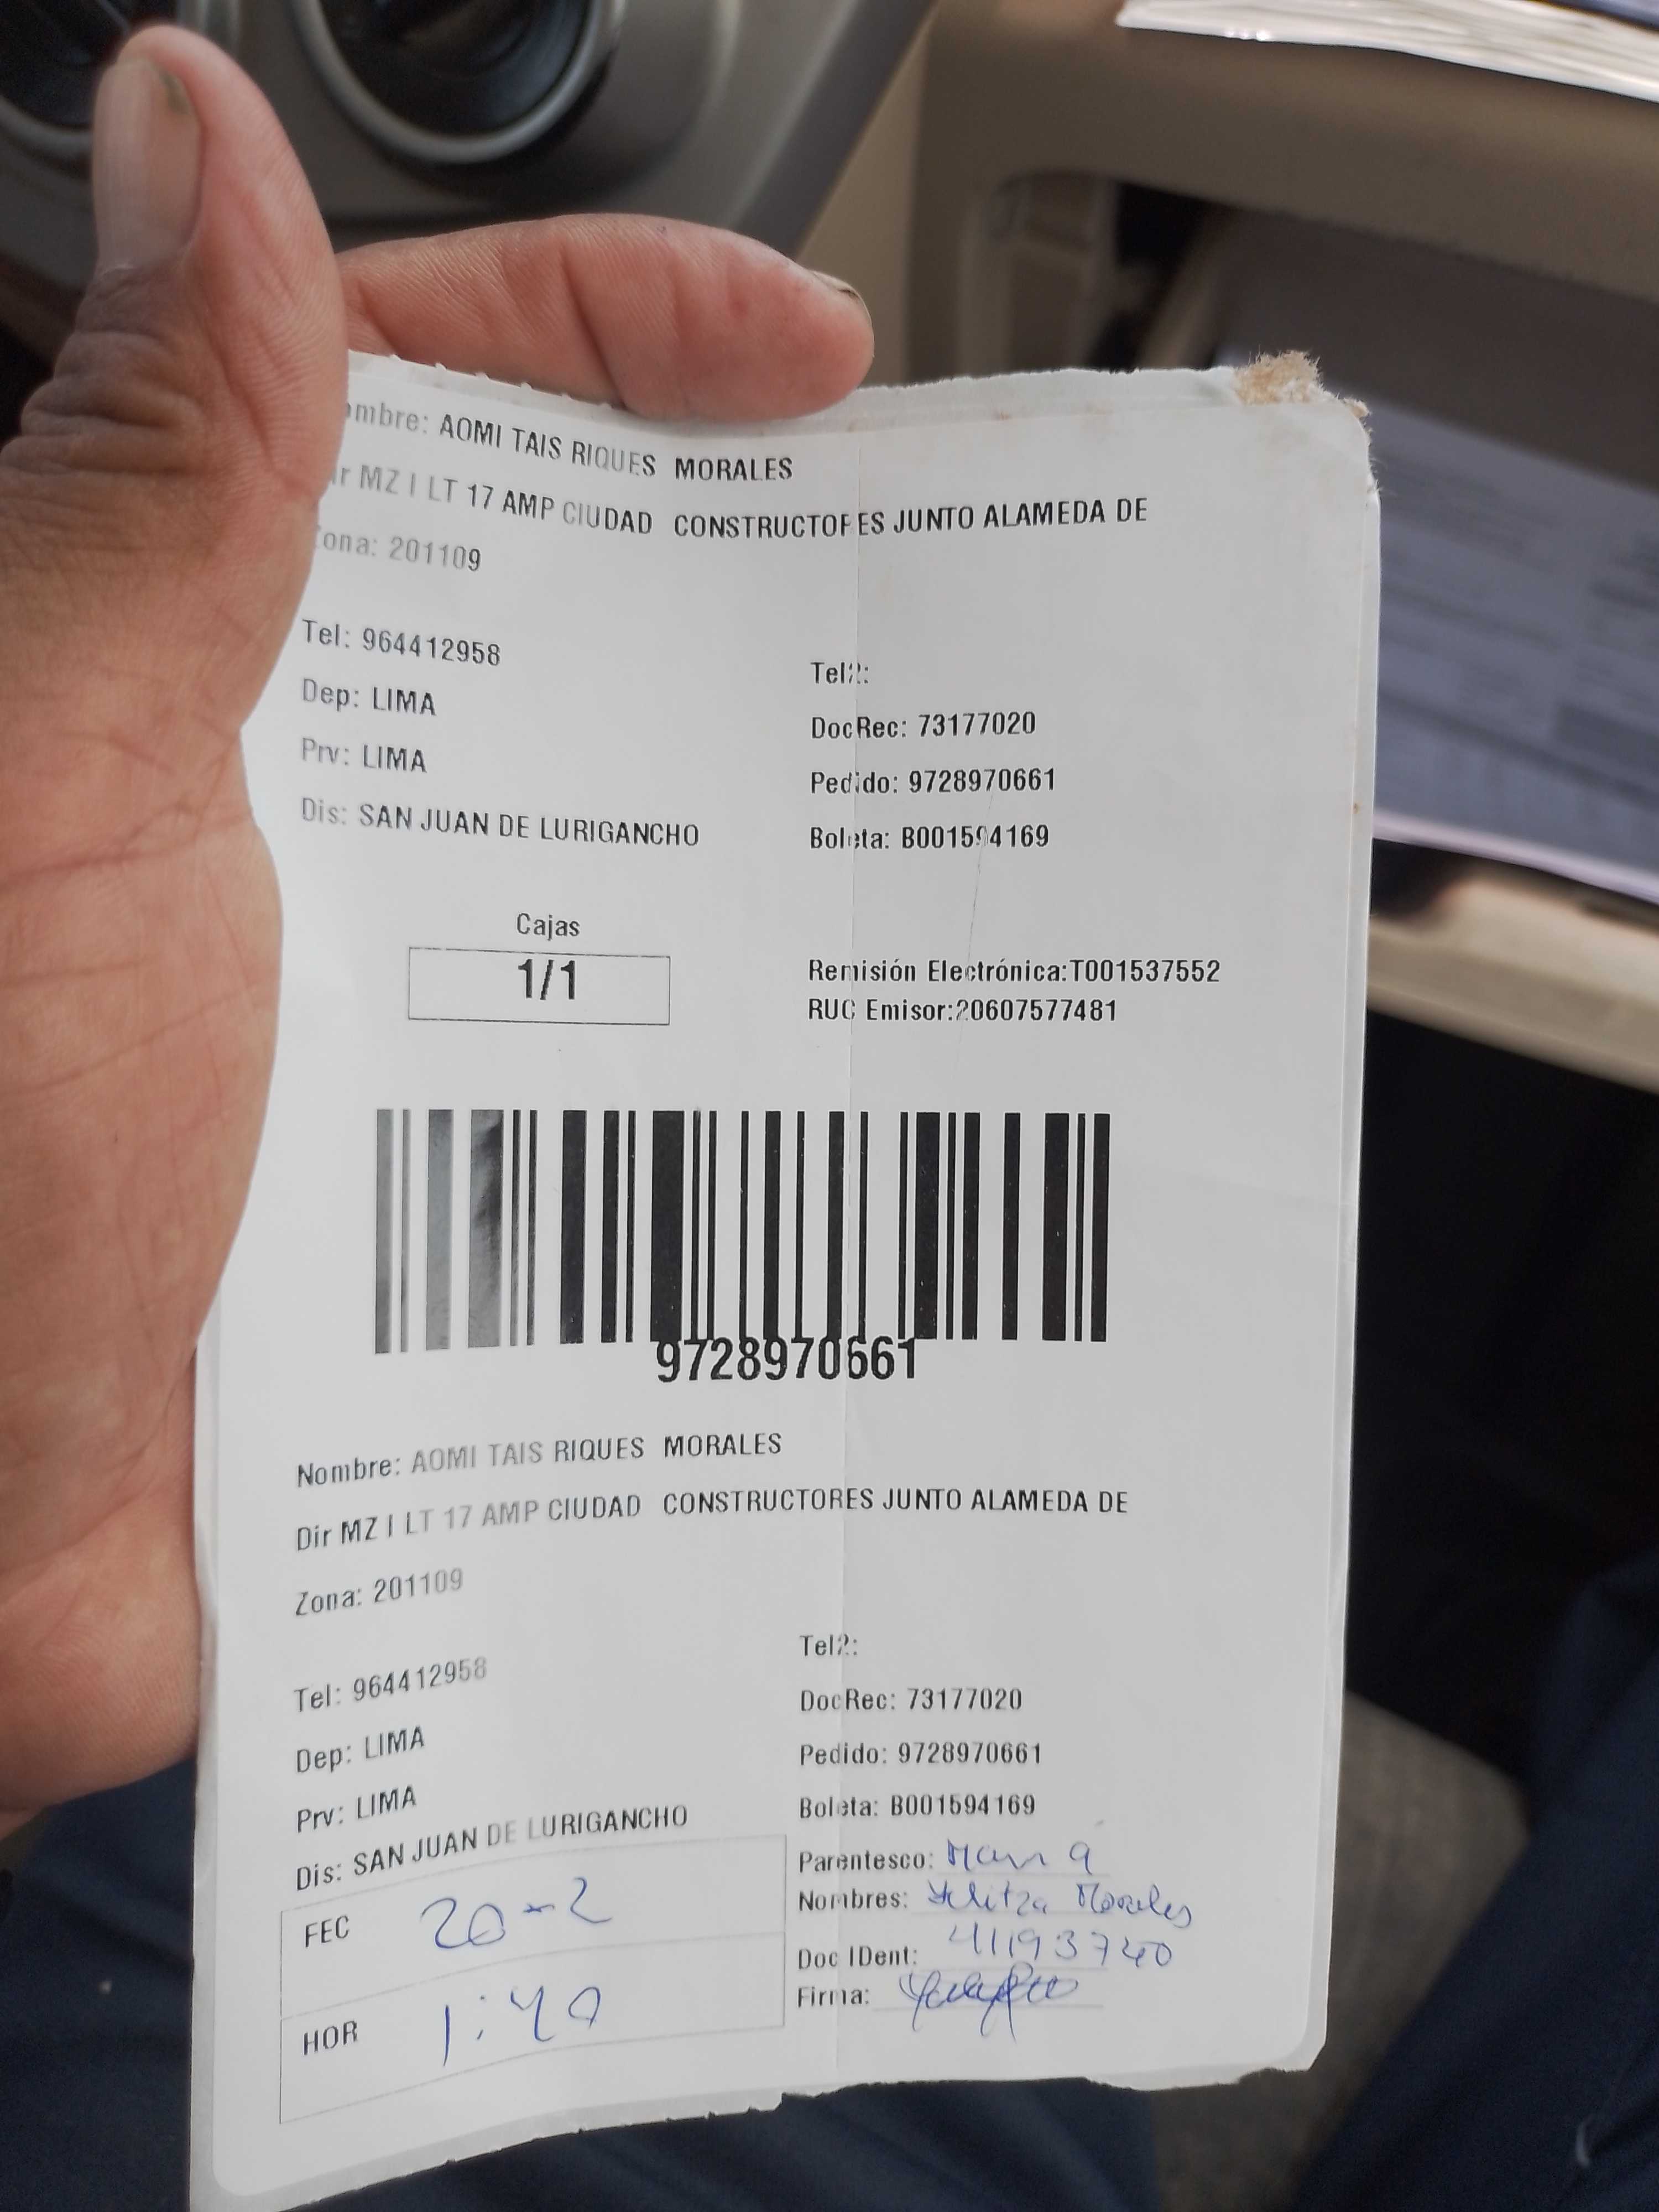 ombre: AOMI TAIS RIQUES MORALES
ir MZ I LT 17 AMP CIUDAD CONSTRUCTORES JUNTO ALAMEDA DE
Zona: 201109
Tel: 964412958
Tel2:
Dep: LIMA
DocRec: 73177020
Prv: LIMA
Pedido: 9728970661
Dis: SAN JUAN DE LURIGANCHO
Boleta: B001594169
Cajas
1/1
Remisión Electrónica:T001537552
RUC Emisor:20607577481
9728970661
Nombre: AOMI TAIS RIQUES MORALES
Dir MZ I LT 17 AMP CIUDAD CONSTRUCTORES JUNTO ALAMEDA DE
Zona: 201109
Tel: 964412958
Tel2:
Dep: LIMA
DocRec: 73177020
Prv: LIMA
Pedido: 9728970661
Dis: SAN JUAN DE LURIGANCHO
Boleta: B001594169
Parentesco:
Nombres: Yelitza Morales
FEC 20-2
Doc IDent: 41193740
Firma:
HOR 1:40